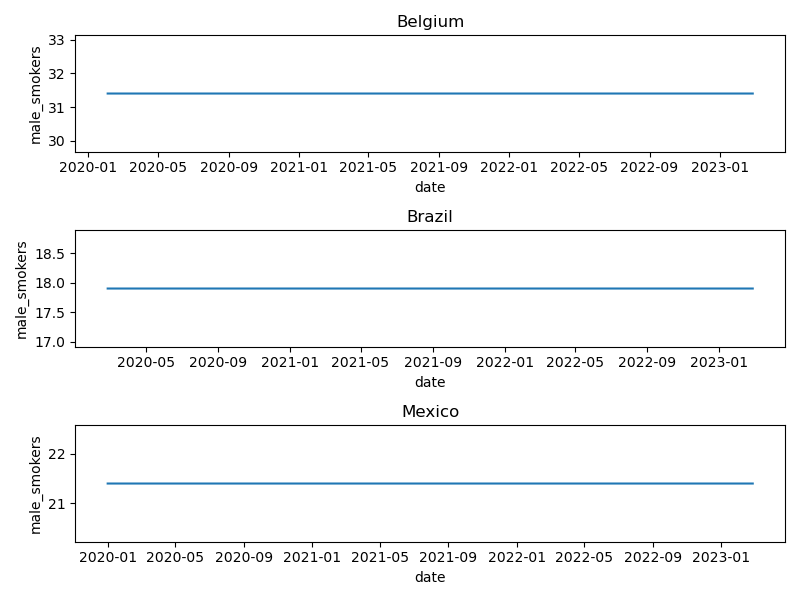 Belgium
male_smokers
33
32
31
30
2020-01 2020-05 2020-09 2021-01 2021-05 2021-09 2022-01 2022-05 2022-09 2023-01
date
Brazil
male_smokers
18.5
18.0
17.5
17.0
2020-05 2020-09 2021-01 2021-05 2021-09 2022-01 2022-05 2022-09 2023-01
date
Mexico
male_smokers
22
21
2020-01 2020-05 2020-09 2021-01 2021-05 2021-09 2022-01 2022-05 2022-09 2023-01
date